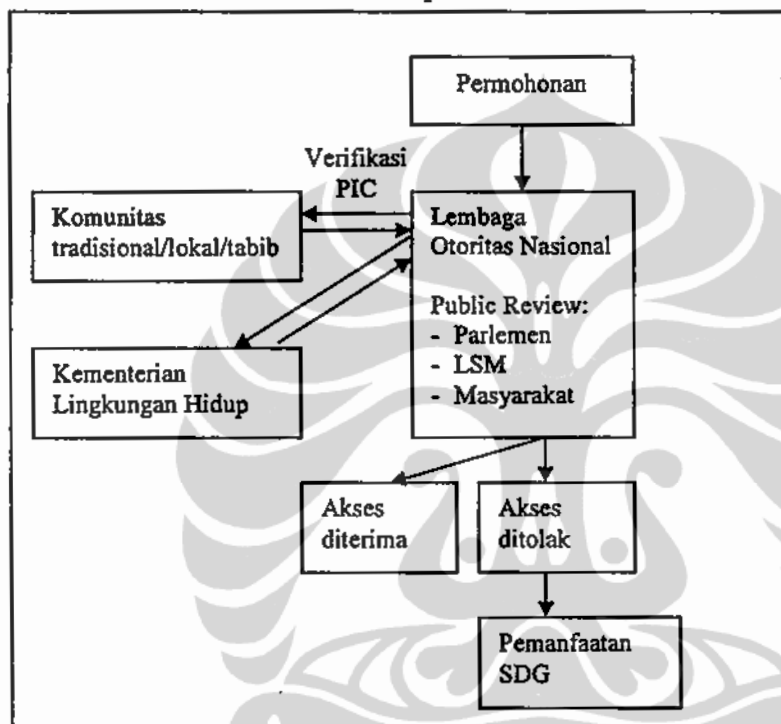 Permohonan
Verifikasi
PIC
Komunitas
tradisional/lokal/tabib
Lembaga
Otoritas Nasional
Public Review:
- Parlemen
- LSM
- Masyarakat
Kementerian
Lingkungan Hidup
Akses
diterima
Akses
ditolak
Pemanfaatan
SDG